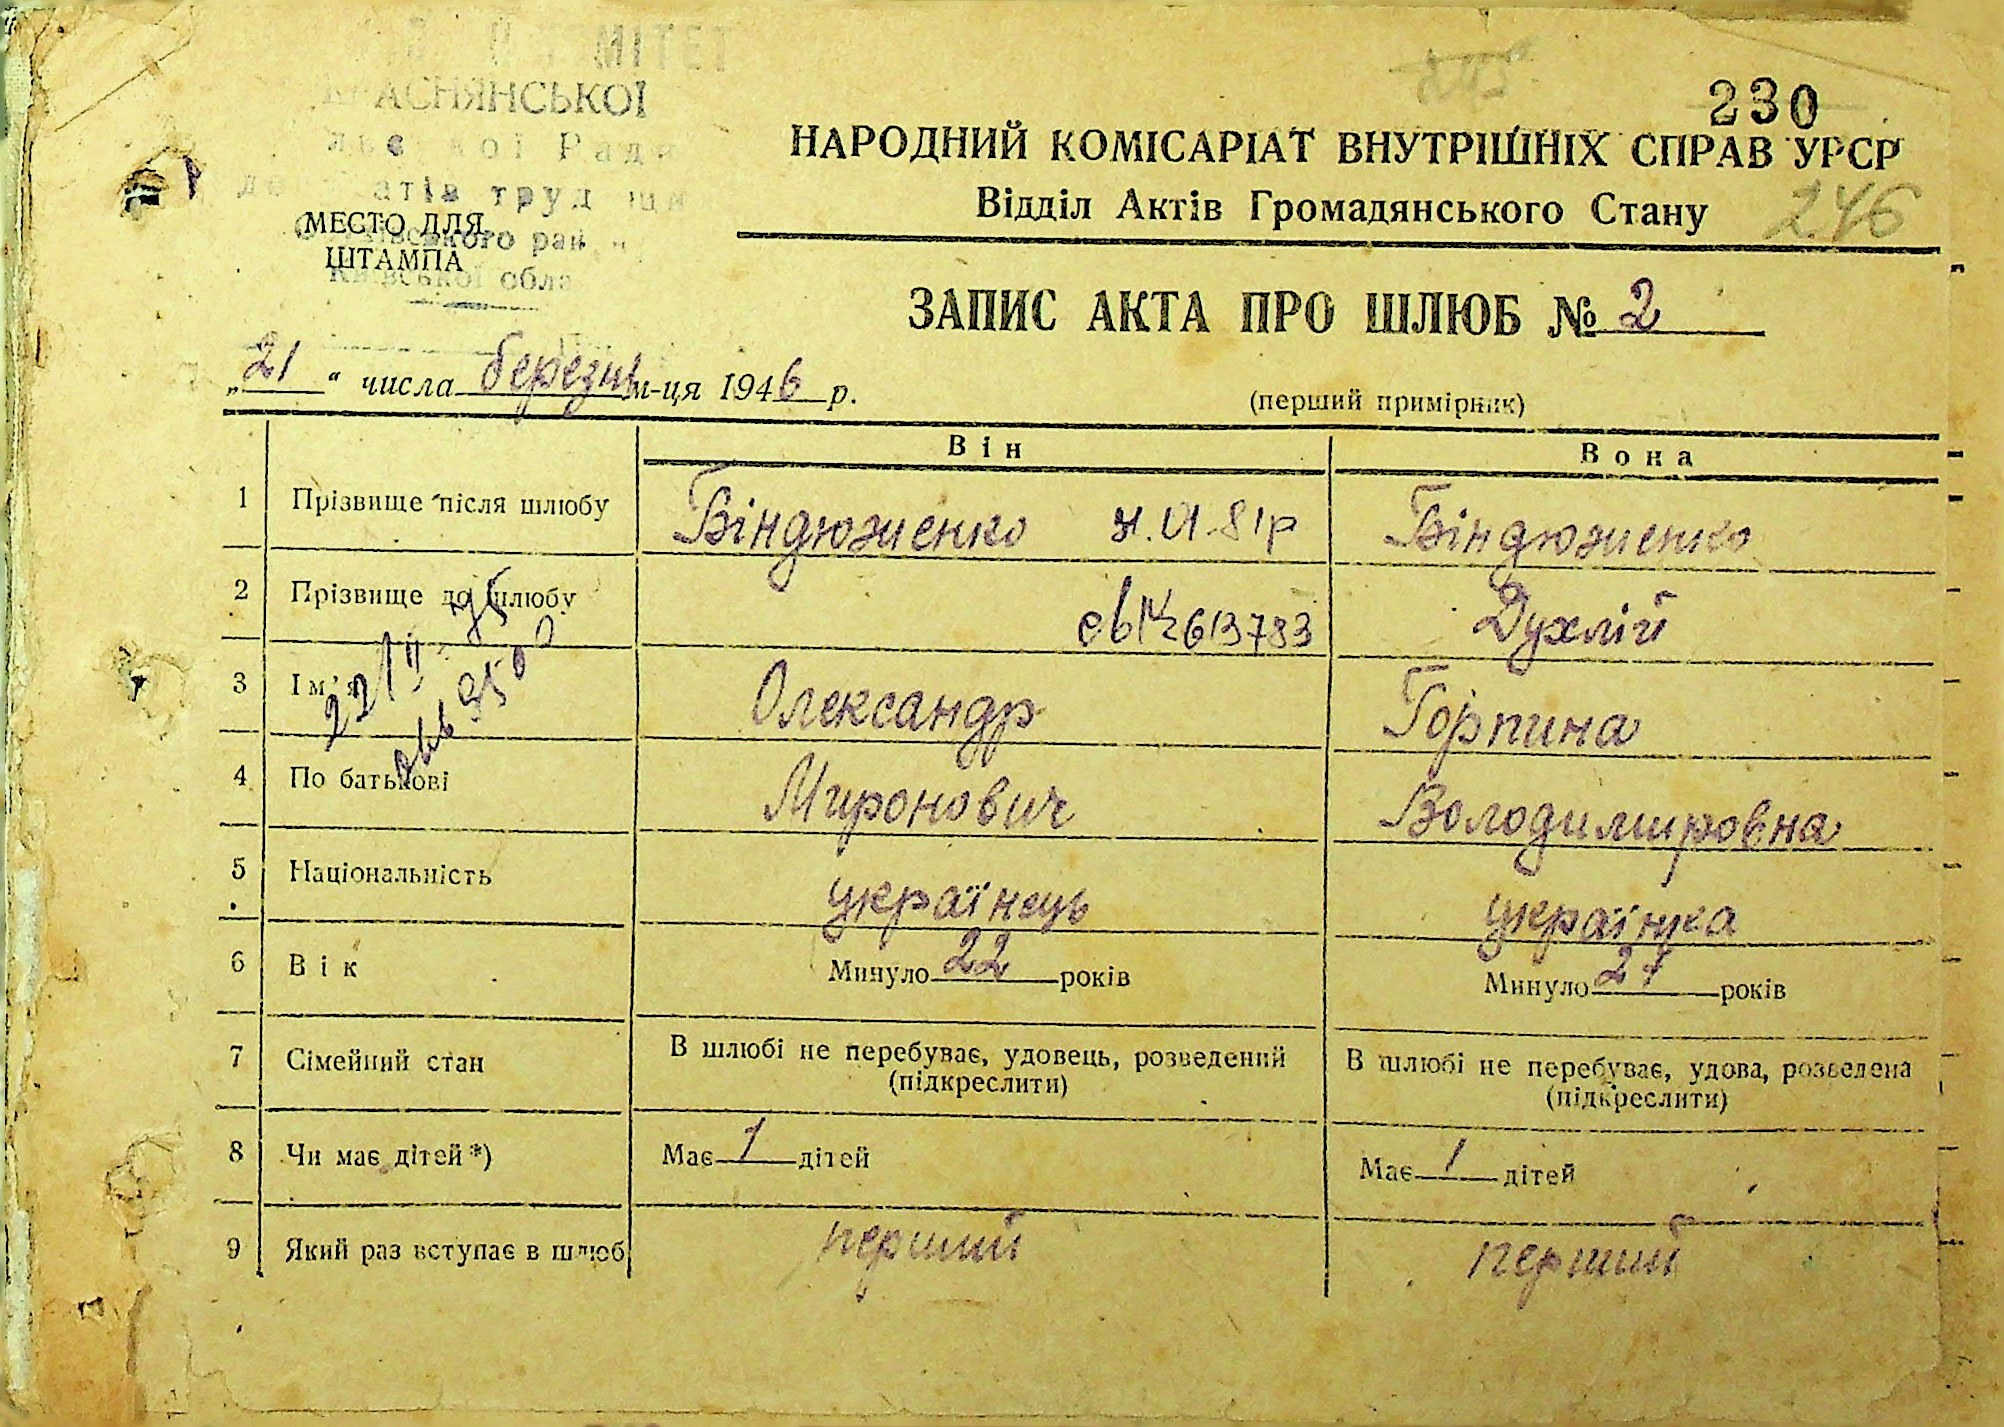 МІТЕТ
КРАСНЯНСЬКОЇ
МЕСТО ДЛЯ
ШТАМПА
230
НАРОДНИЙ КОМІСАРІАТ ВНУТРІШНІХ СПРАВ УРСР
Відділ Актів Громадянського Стану
246
ЗАПИС АКТА ПРО ШЛЮБ № 2
„21“ числа березня м-ця 1946 р.
(перший примірник)
Він Вона
1 Прізвище після шлюбу Біндюженко Біндюженко
2 Прізвище до шлюбу Духлій
3 Ім'я Олександр Горпина
4 По батькові Миронович Володимировна
5 Національність українець українка
6 Вік Минуло 22 років Минуло 27 років
7 Сімейний стан В шлюбі не перебуває, удовець, розведений В шлюбі не перебуває, удова, розведена
(підкреслити) (підкреслити)
8 Чи має дітей*) Має 1 дітей Має 1 дітей
9 Який раз вступає в шлюб перший перший